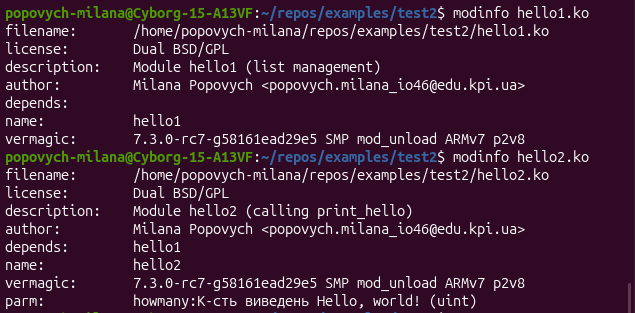 popovych-milana@Cyborg-15-A13VF:~/repos/examples/test2$ modinfo hello1.ko
filename:       /home/popovych-milana/repos/examples/test2/hello1.ko
license:        Dual BSD/GPL
description:    Module hello1 (list management)
author:         Milana Popovych <popovych.milana_io46@edu.kpi.ua>
depends:
name:           hello1
vermagic:       7.3.0-rc7-g58161ead29e5 SMP mod_unload ARMv7 p2v8
popovych-milana@Cyborg-15-A13VF:~/repos/examples/test2$ modinfo hello2.ko
filename:       /home/popovych-milana/repos/examples/test2/hello2.ko
license:        Dual BSD/GPL
description:    Module hello2 (calling print_hello)
author:         Milana Popovych <popovych.milana_io46@edu.kpi.ua>
depends:        hello1
name:           hello2
vermagic:       7.3.0-rc7-g58161ead29e5 SMP mod_unload ARMv7 p2v8
parm:           howmany:К-сть виведень Hello, world! (uint)